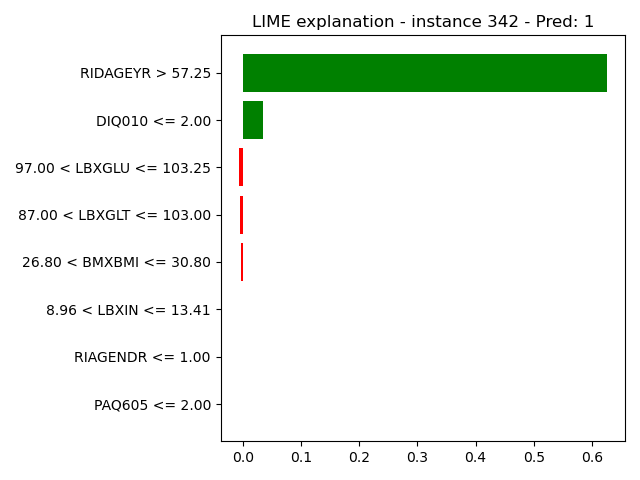 LIME explanation - instance 342 - Pred: 1
RIDAGEYR > 57.25
DIQ010 <= 2.00
97.00 < LBXGLU <= 103.25
87.00 < LBXGLT <= 103.00
26.80 < BMXBMI <= 30.80
8.96 < LBXIN <= 13.41
RIAGENDR <= 1.00
PAQ605 <= 2.00
0.0 0.1 0.2 0.3 0.4 0.5 0.6